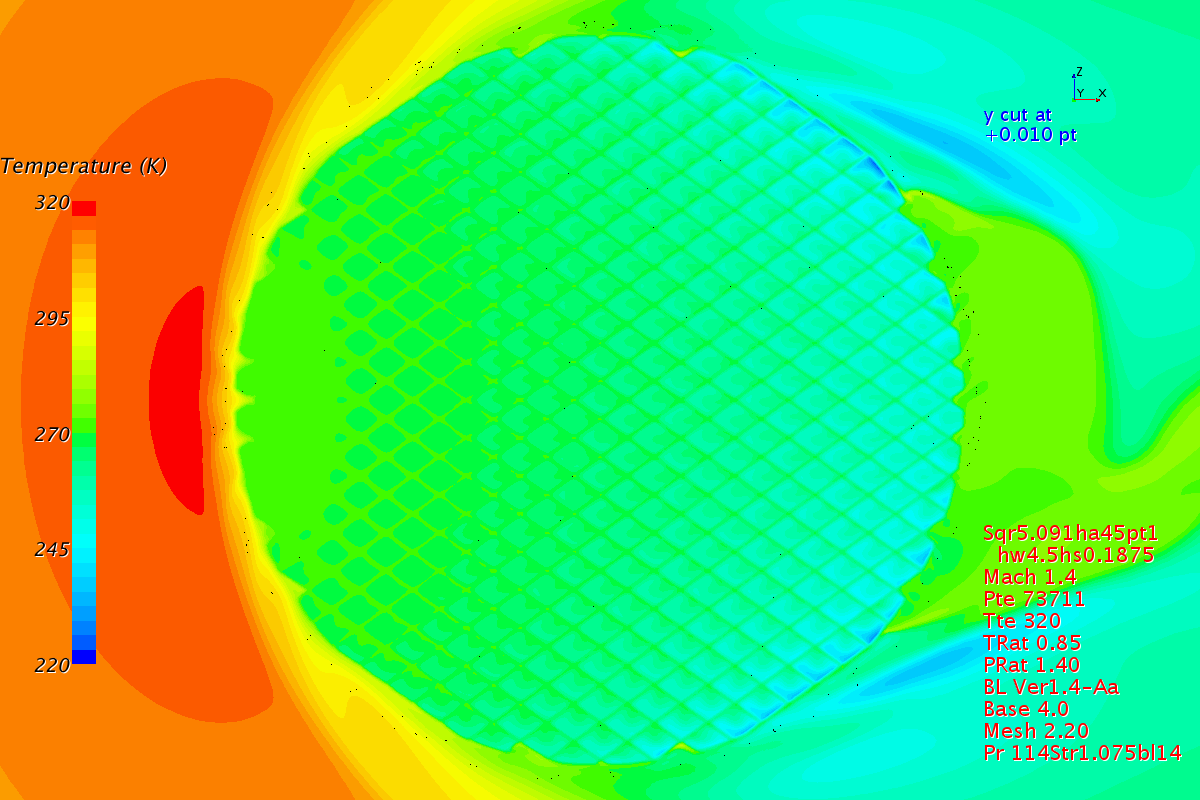 Z
Y X
y cut at
+0.010 pt
Temperature (K)
320
295
270
245
220
Sqr5.091ha45pt1
hw4.5hs0.1875
Mach 1.4
Pte 73711
Tte 320
TRat 0.85
PRat 1.40
BL Ver1.4-Aa
Base 4.0
Mesh 2.20
Pr 114Str1.075bl14